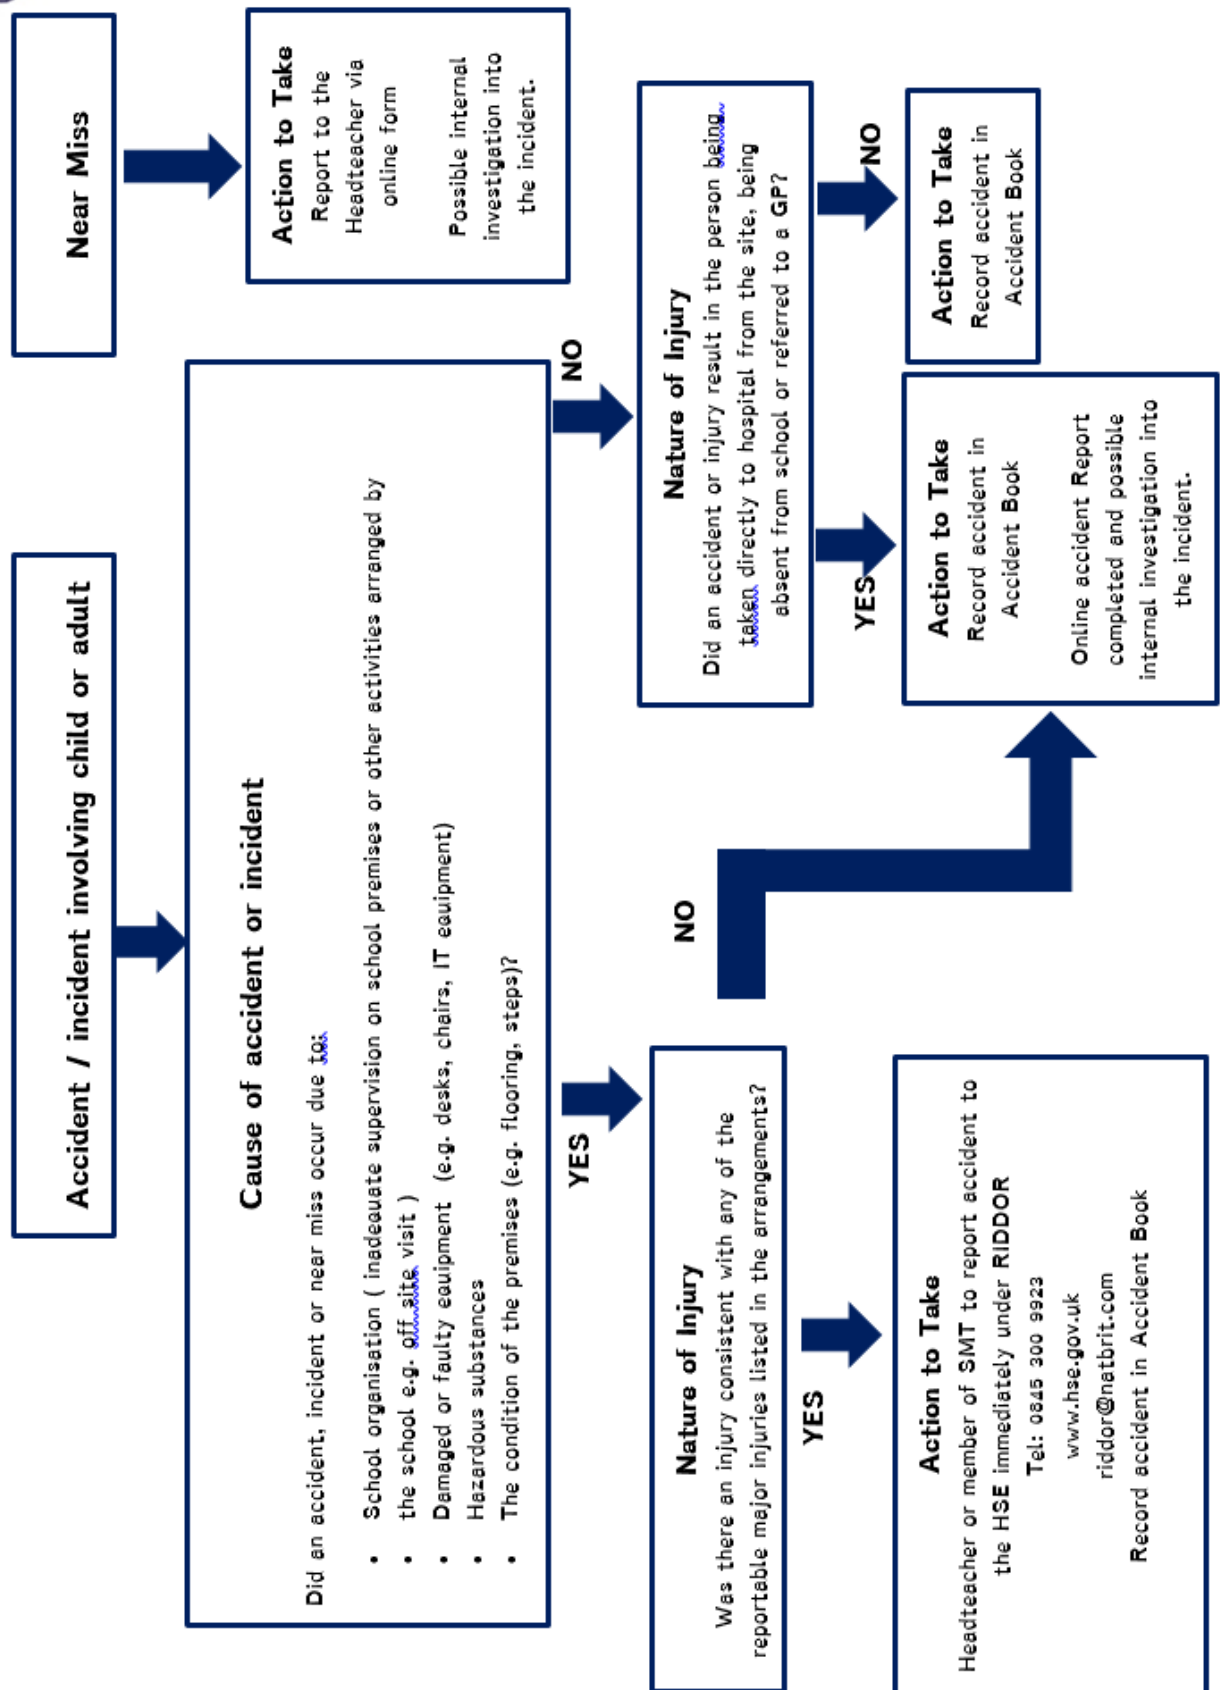 Accident / incident involving child or adult
Near Miss
Cause of accident or incident
Did an accident, incident or near miss occur due to:
• School organisation ( inadequate supervision on school premises or other activities arranged by
• the school e.g. off site visit )
• Damaged or faulty equipment (e.g. desks, chairs, IT equipment)
• Hazardous substances
• The condition of the premises (e.g. flooring, steps)?
Action to Take
Report to the
Headteacher via
online form
Possible internal
investigation into
the incident.
YES
NO
Nature of Injury
Was there an injury consistent with any of the
reportable major injuries listed in the arrangements?
NO
Nature of Injury
Did an accident or injury result in the person being
taken directly to hospital from the site, being
absent from school or referred to a GP?
YES
YES
NO
Action to Take
Headteacher or member of SMT to report accident to
the HSE immediately under RIDDOR
Tel: 0845 300 9923
www.hse.gov.uk
riddor@natbrit.com
Record accident in Accident Book
Action to Take
Record accident in
Accident Book
Online accident Report
completed and possible
internal investigation into
the incident.
Action to Take
Record accident in
Accident Book